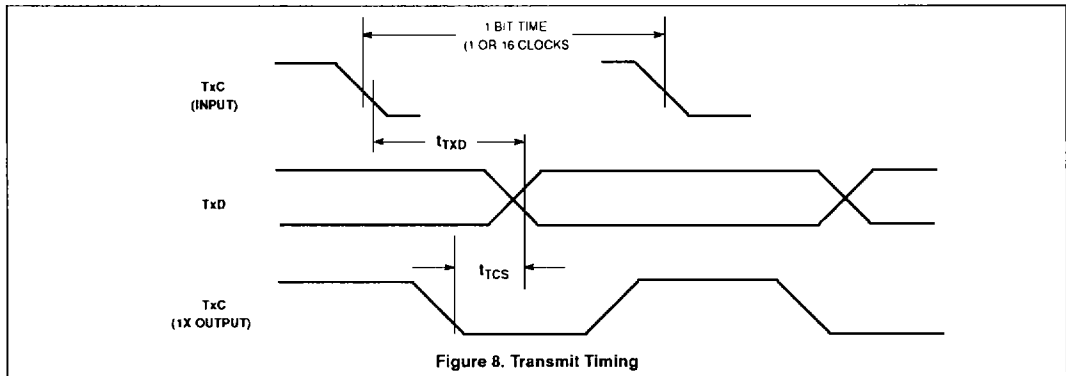 1 BIT TIME
(1 OR 16 CLOCKS
TxC
(INPUT)
tTXD
TxD
tTCS
TxC
(1X OUTPUT)
Figure 8. Transmit Timing